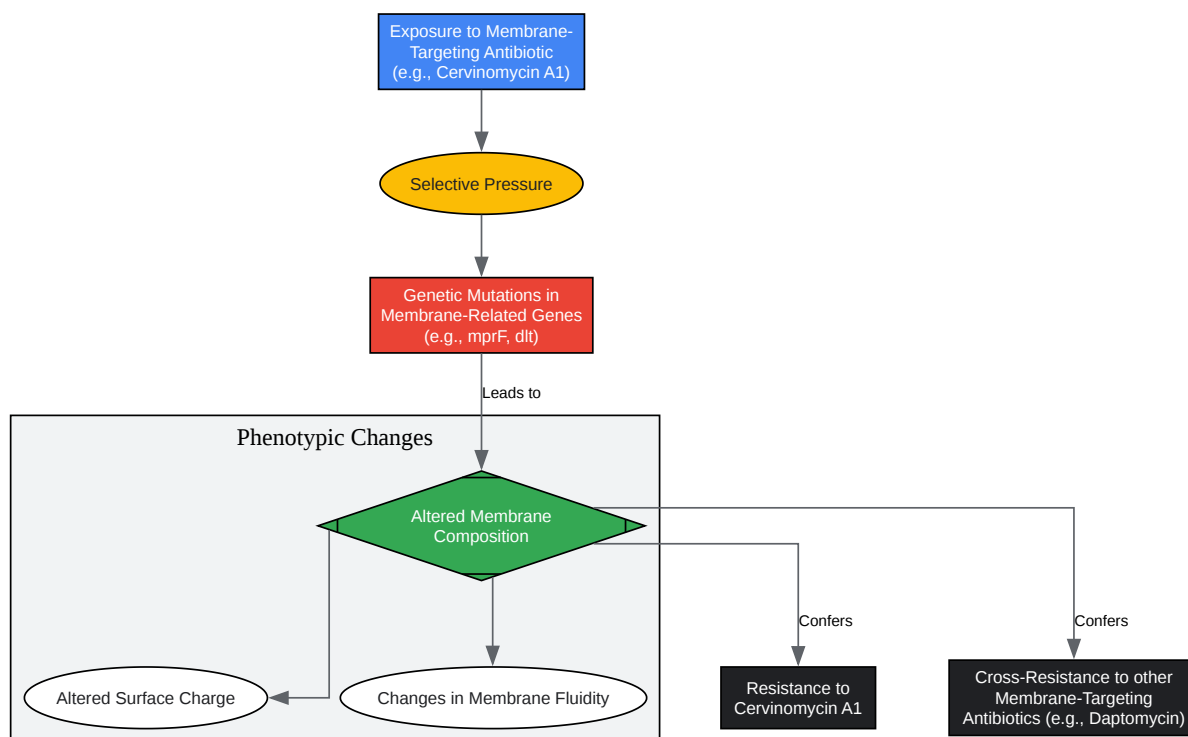 Exposure to Membrane-
Targeting Antibiotic
(e.g., Cervinomycin A1)
Selective Pressure
Genetic Mutations in
Membrane-Related Genes
(e.g., mprF, dlt)
Leads to
Phenotypic Changes
Altered Membrane
Composition
Confers
Confers
Altered Surface Charge
Changes in Membrane Fluidity
Resistance to
Cervinomycin A1
Cross-Resistance to other
Membrane-Targeting
Antibiotics (e.g., Daptomycin)